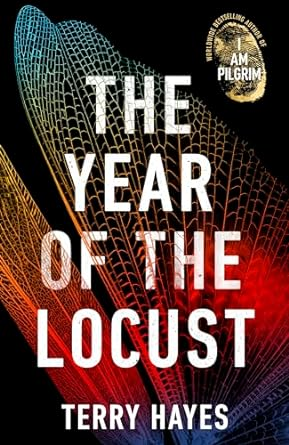 WORLDWIDE BESTSELLING AUTHOR OF
I
AM
PILGRIM
THE
YEAR
OF THE
LOCUST
TERRY HAYES